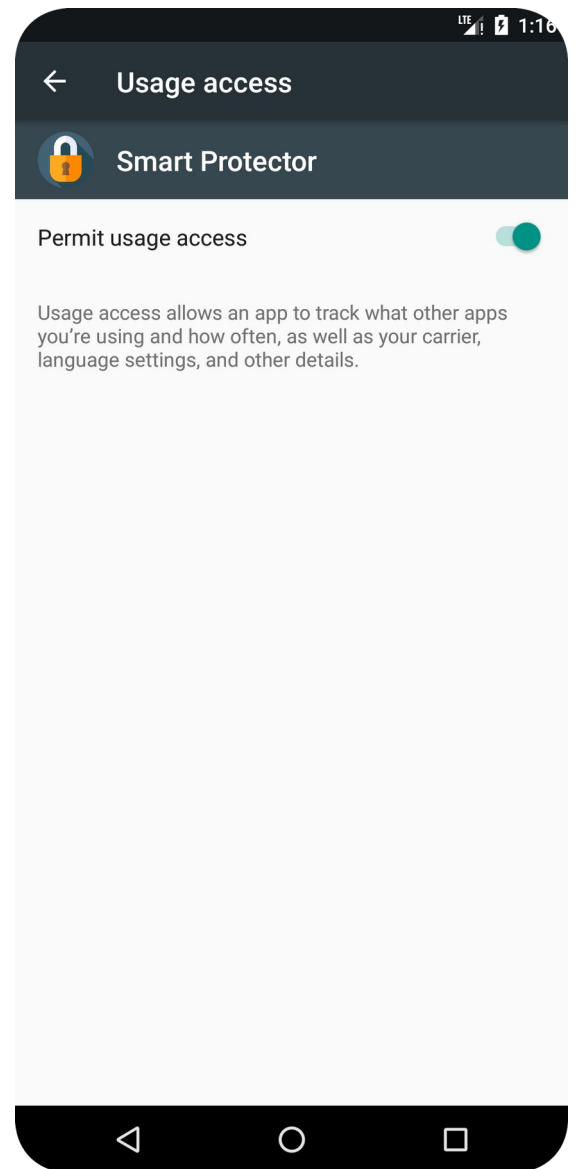 LTE 1:16
Usage access
Smart Protector
Permit usage access
Usage access allows an app to track what other apps
you’re using and how often, as well as your carrier,
language settings, and other details.